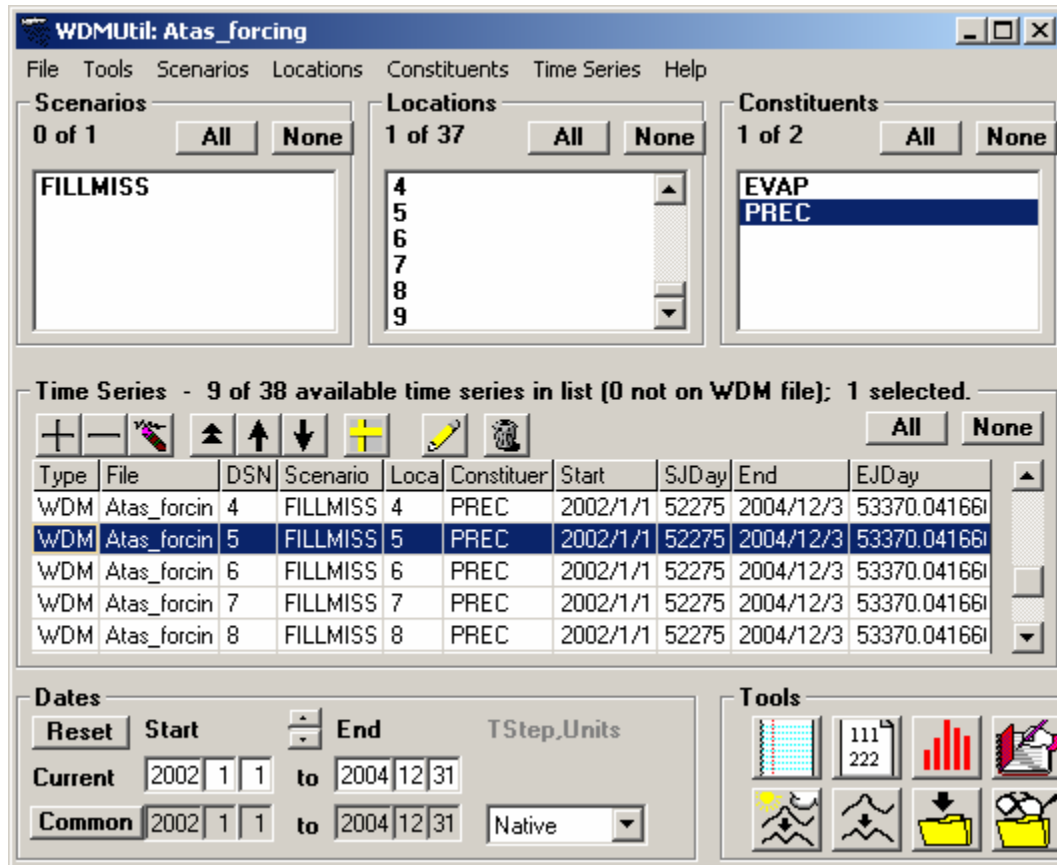 WDMUtil: Atas_forcing
File Tools Scenarios Locations Constituents Time Series Help
Scenarios Locations Constituents
0 of 1 All None 1 of 37 All None 1 of 2 All None
FILLMISS 4 EVAP
5 PREC
6
7
8
9
Time Series - 9 of 38 available time series in list (0 not on WDM file); 1 selected.
All None
Type File DSN Scenario Loca Constituer Start SJDay End EJDay
WDM Atas_forcin 4 FILLMISS 4 PREC 2002/1/1 52275 2004/12/3 53370.04166
WDM Atas_forcin 5 FILLMISS 5 PREC 2002/1/1 52275 2004/12/3 53370.04166
WDM Atas_forcin 6 FILLMISS 6 PREC 2002/1/1 52275 2004/12/3 53370.04166
WDM Atas_forcin 7 FILLMISS 7 PREC 2002/1/1 52275 2004/12/3 53370.04166
WDM Atas_forcin 8 FILLMISS 8 PREC 2002/1/1 52275 2004/12/3 53370.04166
Dates Tools
Reset Start End TStep,Units 111 222
Current 2002 1 1 to 2004 12 31
Common 2002 1 1 to 2004 12 31 Native